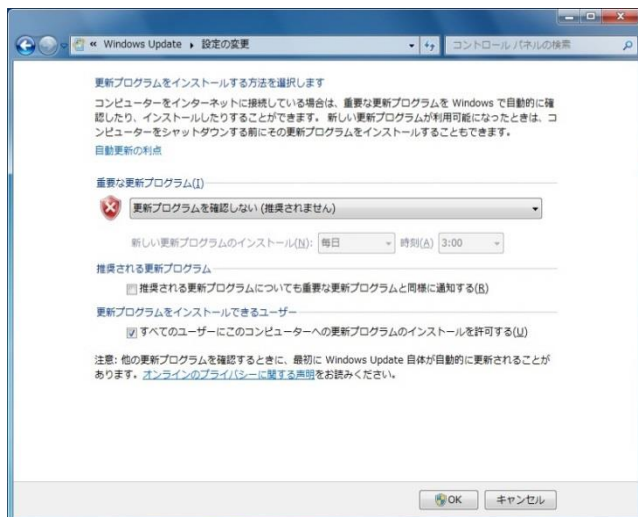 « Windows Update ▸ 設定の変更
コントロール パネルの検索
更新プログラムをインストールする方法を選択します
コンピューターをインターネットに接続している場合は、重要な更新プログラムを Windows で自動的に確
認したり、インストールしたりすることができます。 新しい更新プログラムが利用可能になったときは、コ
ンピューターをシャットダウンする前にその更新プログラムをインストールすることもできます。
自動更新の利点
重要な更新プログラム(I)
更新プログラムを確認しない (推奨されません)
新しい更新プログラムのインストール(N): 毎日 時刻(A) 3:00
推奨される更新プログラム
推奨される更新プログラムについても重要な更新プログラムと同様に通知する(R)
更新プログラムをインストールできるユーザー
すべてのユーザーにこのコンピューターへの更新プログラムのインストールを許可する(U)
注意: 他の更新プログラムを確認するときに、最初に Windows Update 自体が自動的に更新されることが
あります。オンラインのプライバシーに関する声明をお読みください。
OK キャンセル